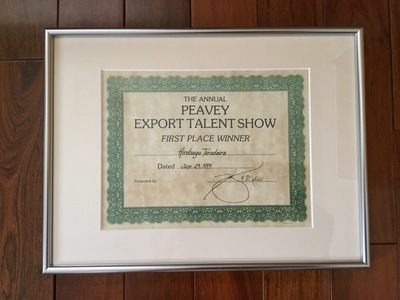 THE ANNUAL
PEAVEY
EXPORT TALENT SHOW
FIRST PLACE WINNER
Dated
Presented by